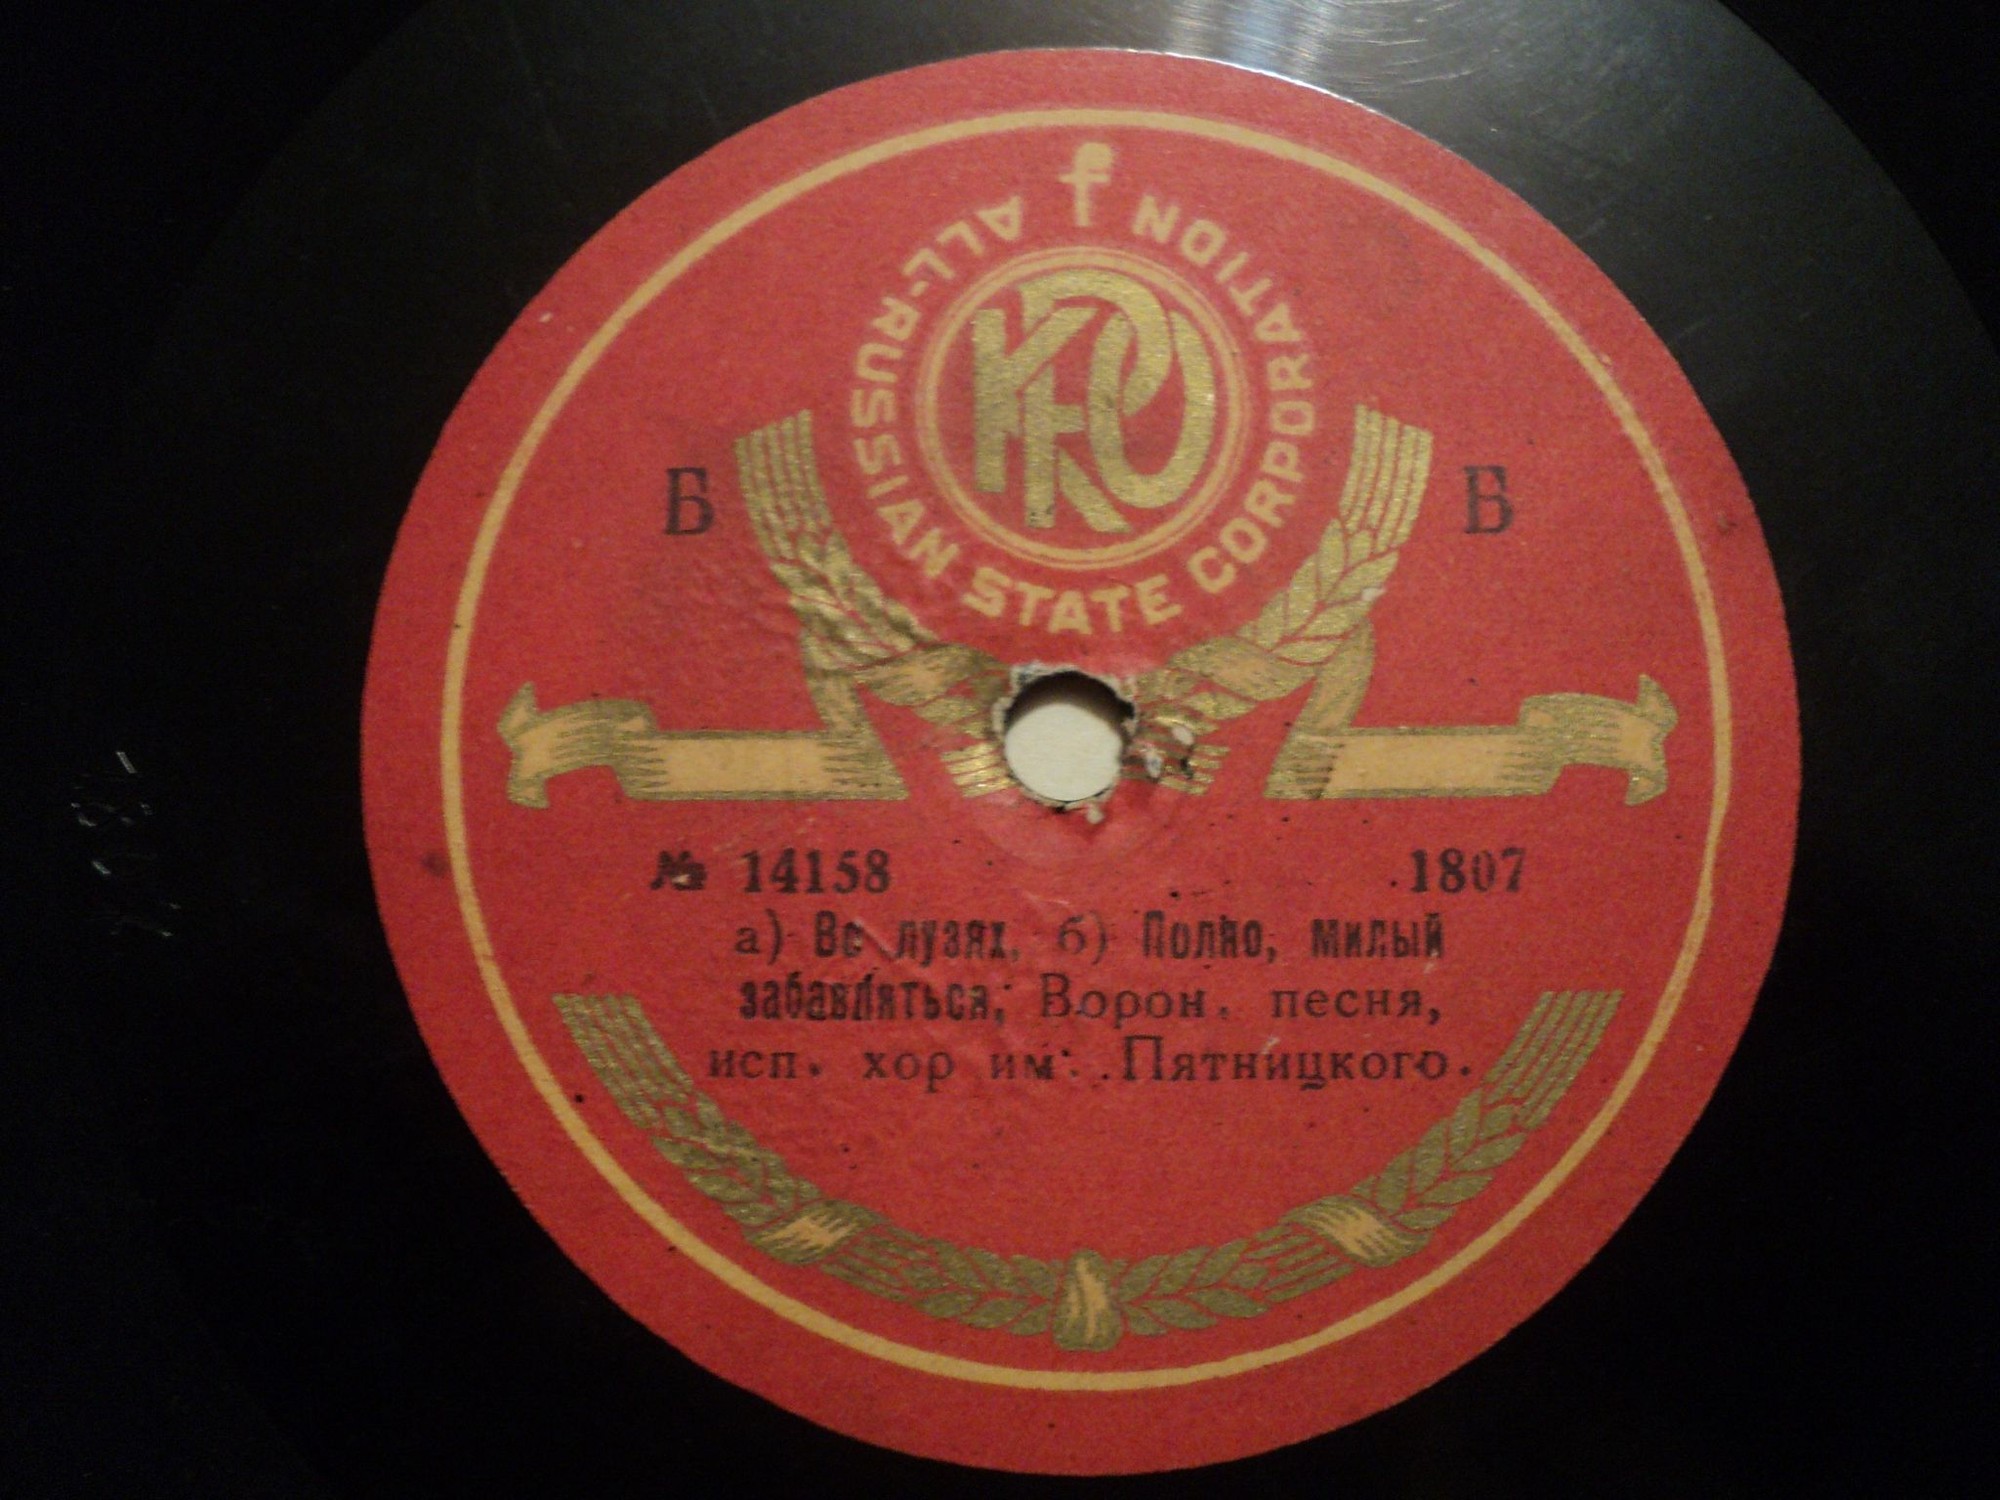 ALL-RUSSIAN STATE CORPORATION
Б В
№ 14158 1807
а) Во лузях, б) Полно, милый
забавляться, Ворон. песня,
исп. хор им. Пятницкого.